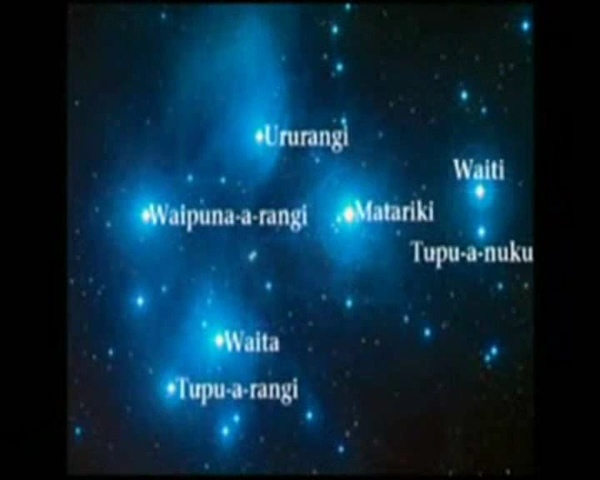 Ururangi
Waiti
Waipuna-a-rangi
Matariki
Tupu-a-nuku
Waita
Tupu-a-rangi